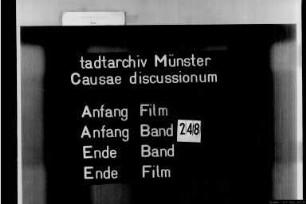 tadtarchiv Münster
Causae discussionum
Anfang Film
Anfang Band 248
Ende Band
Ende Film